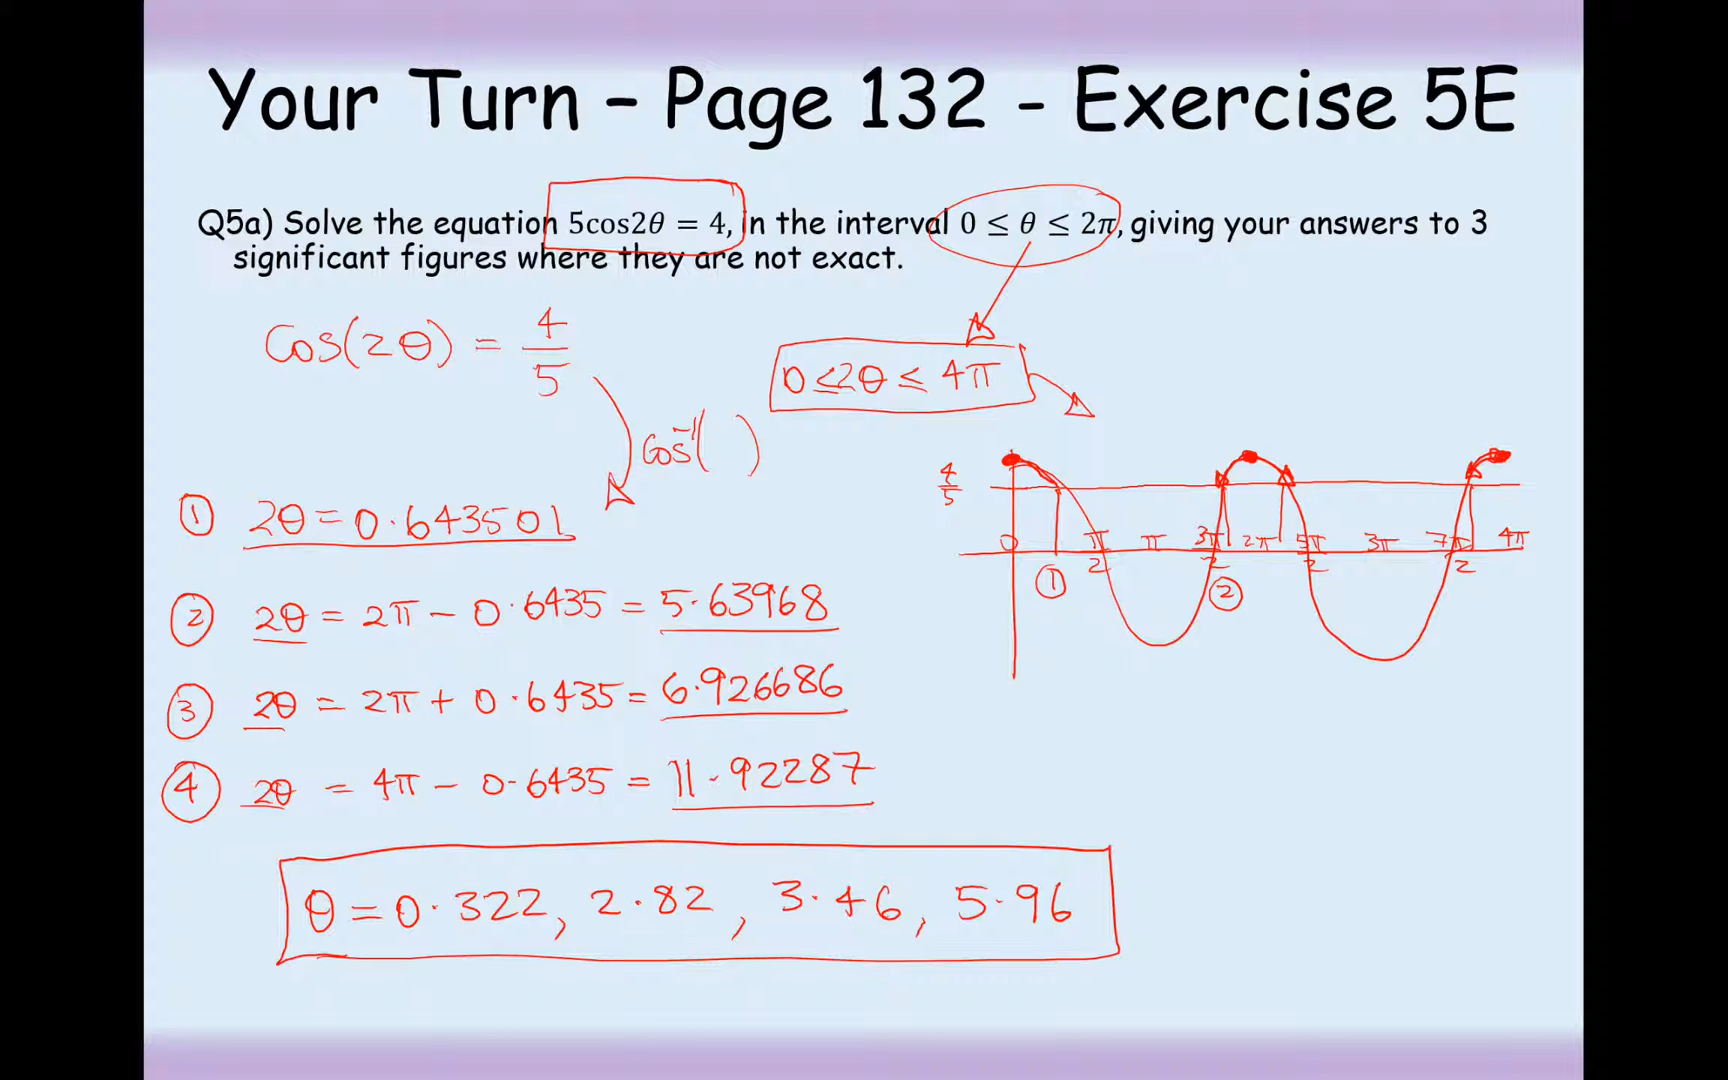 Your Turn – Page 132 - Exercise 5E
Q5a) Solve the equation 5cos2θ = 4, in the interval 0 ≤ θ ≤ 2π, giving your answers to 3
significant figures where they are not exact.
Cos(2θ) = 4/5
0 ≤ 2θ ≤ 4π
Cos⁻¹( )
① 2θ = 0.643501
② 2θ = 2π − 0.6435 = 5.63968
③ 2θ = 2π + 0.6435 = 6.926686
④ 2θ = 4π − 0.6435 = 11.92287
θ = 0.322, 2.82, 3.46, 5.96
4/5
0 π/2 π 3π/2 2π 5π/2 3π 7π/2 4π
① ②